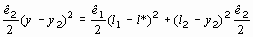 ê₂/2 (y − y₂)² = ê₁/2 (l₁ − l*)² + (l₂ − y₂)² ê₂/2